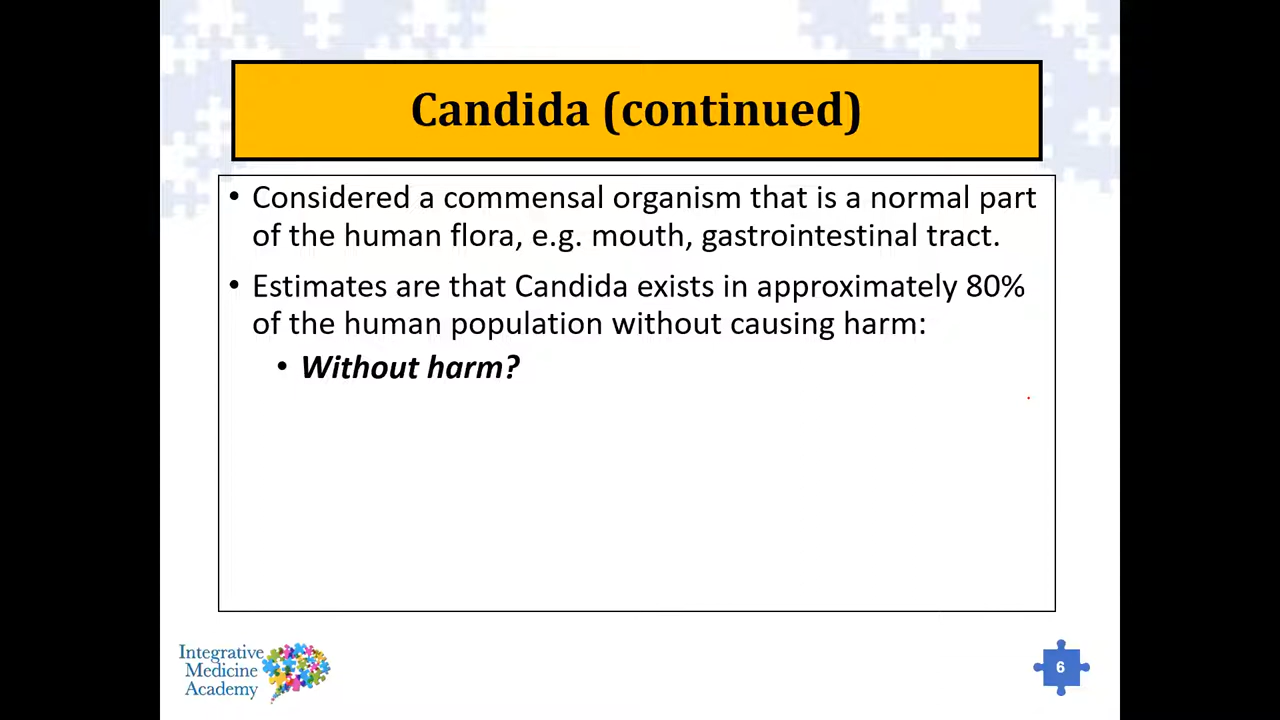 Candida (continued)
• Considered a commensal organism that is a normal part
of the human flora, e.g. mouth, gastrointestinal tract.
• Estimates are that Candida exists in approximately 80%
of the human population without causing harm:
• Without harm?
Integrative
Medicine
Academy
6